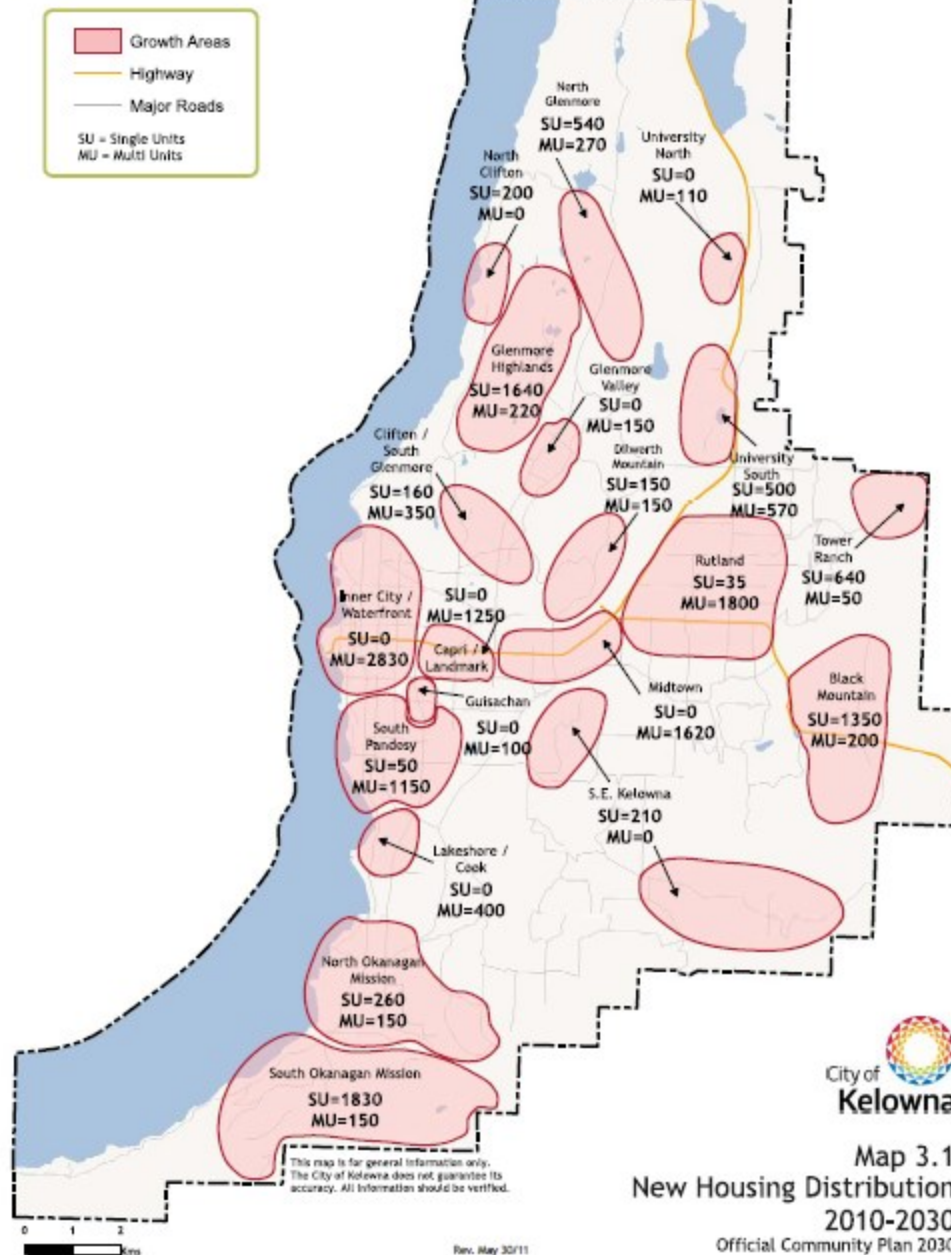 Growth Areas
Highway
Major Roads
SU = Single Units
MU = Multi Units
North
Glenmore
SU=540
MU=270
University
North
SU=0
MU=110
North
Clifton
SU=200
MU=0
Glenmore
Highlands
SU=1640
MU=220
Glenmore
Valley
SU=0
MU=150
Clifton /
South
Glenmore
SU=160
MU=350
Dilworth
Mountain
SU=150
MU=150
University
South
SU=500
MU=570
Tower
Ranch
SU=640
MU=50
Rutland
SU=35
MU=1800
Inner City /
Waterfront
SU=0
MU=2830
SU=0
MU=1250
Capri /
Landmark
Guisachan
SU=0
MU=100
Midtown
SU=0
MU=1620
Black
Mountain
SU=1350
MU=200
South
Pandosy
SU=50
MU=1150
S.E. Kelowna
SU=210
MU=0
Lakeshore /
Cook
SU=0
MU=400
North Okanagan
Mission
SU=260
MU=150
South Okanagan Mission
SU=1830
MU=150
This map is for general information only.
The City of Kelowna does not guarantee its
accuracy. All information should be verified.
City of
Kelowna
Map 3.1
New Housing Distribution
2010-2030
Official Community Plan 2030
0 1 2
Kms
Rev. May 30/11